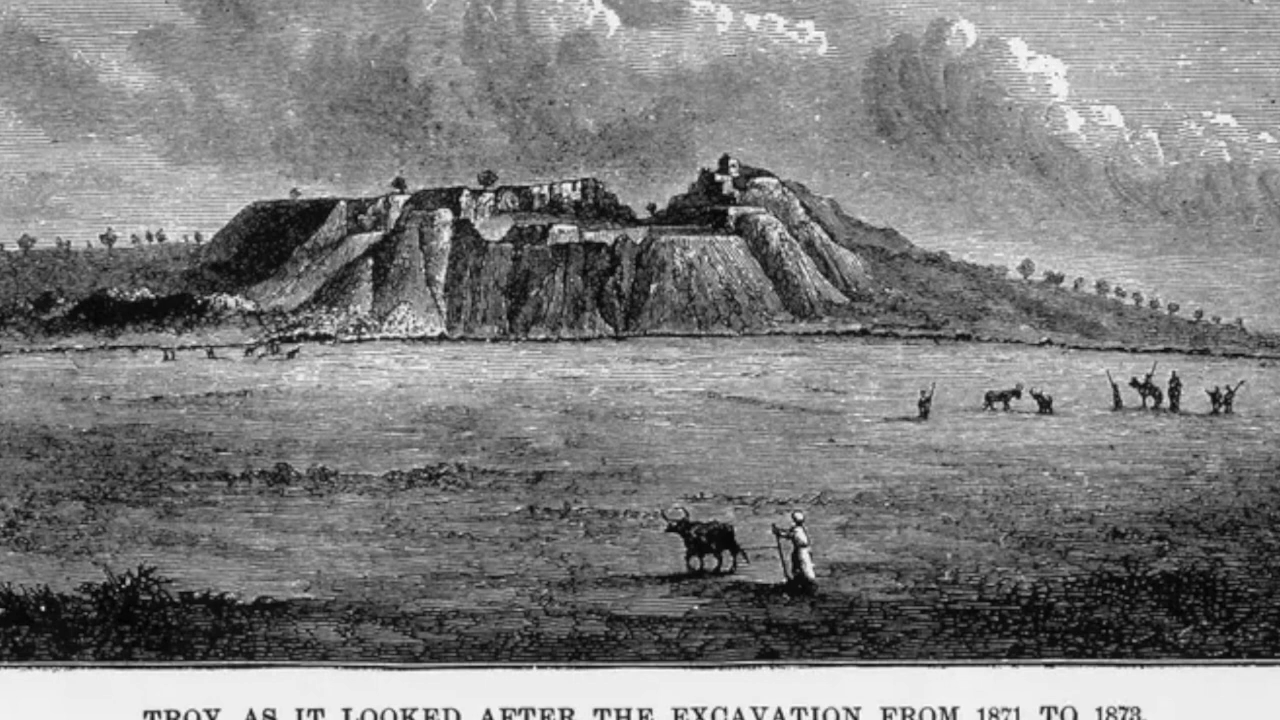 TROY AS IT LOOKED AFTER THE EXCAVATION FROM 1871 TO 1873.